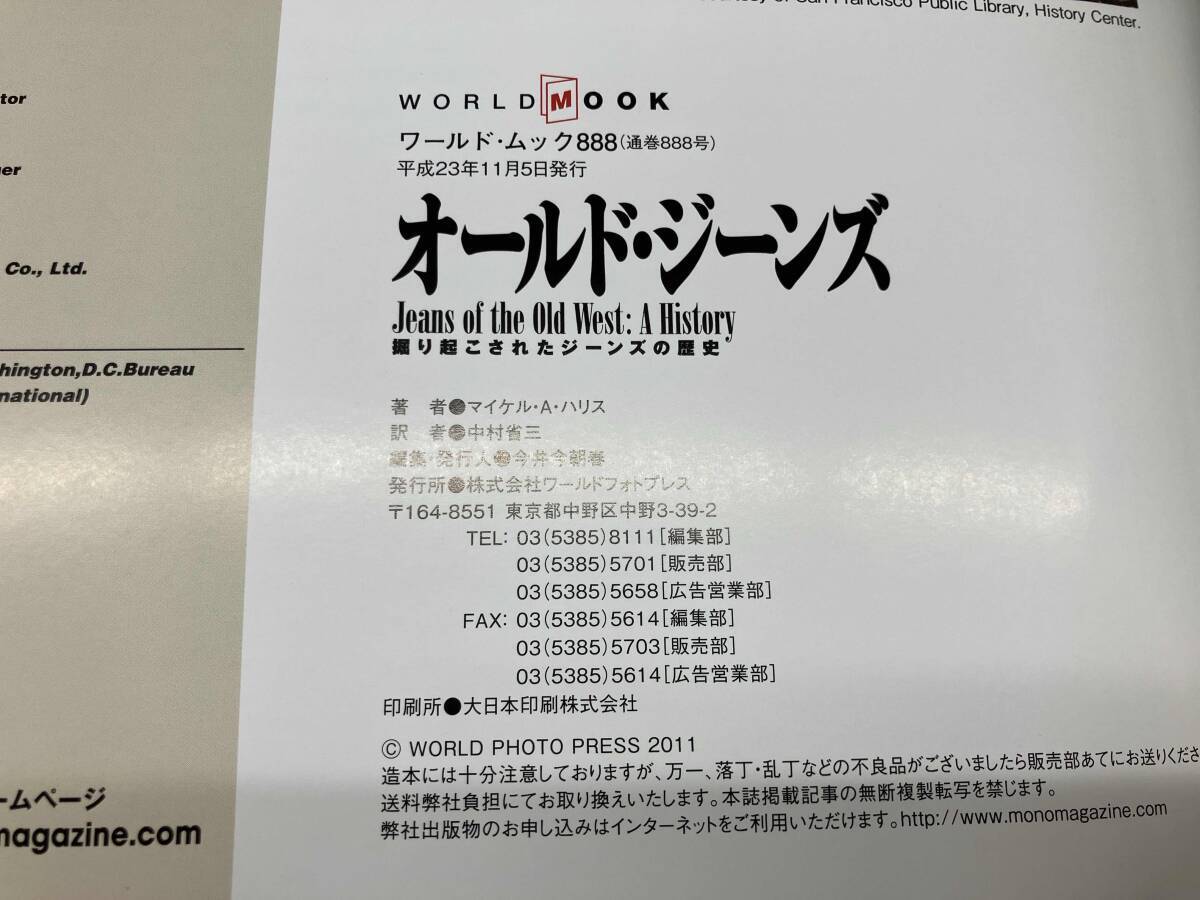 urtesy of San Francisco Public Library, History Center.
WORLD MOOK
ワールド・ムック888(通巻888号)
平成23年11月5日発行
オールド・ジーンズ
Jeans of the Old West: A History
掘り起こされたジーンズの歴史
著　者●マイケル・A・ハリス
訳　者●中村省三
編集・発行人●今井今朝春
発行所●株式会社ワールドフォトプレス
〒164-8551 東京都中野区中野3-39-2
TEL: 03(5385)8111[編集部]
03(5385)5701[販売部]
03(5385)5658[広告営業部]
FAX: 03(5385)5614[編集部]
03(5385)5703[販売部]
03(5385)5614[広告営業部]
印刷所●大日本印刷株式会社
© WORLD PHOTO PRESS 2011
造本には十分注意しておりますが、万一、落丁・乱丁などの不良品がございましたら販売部あてにお送りくださ
送料弊社負担にてお取り換えいたします。本誌掲載記事の無断複製転写を禁じます。
弊社出版物のお申し込みはインターネットをご利用いただけます。http://www.monomagazine.com
tor
ger
Co., Ltd.
hington,D.C.Bureau
national)
ームページ
magazine.com